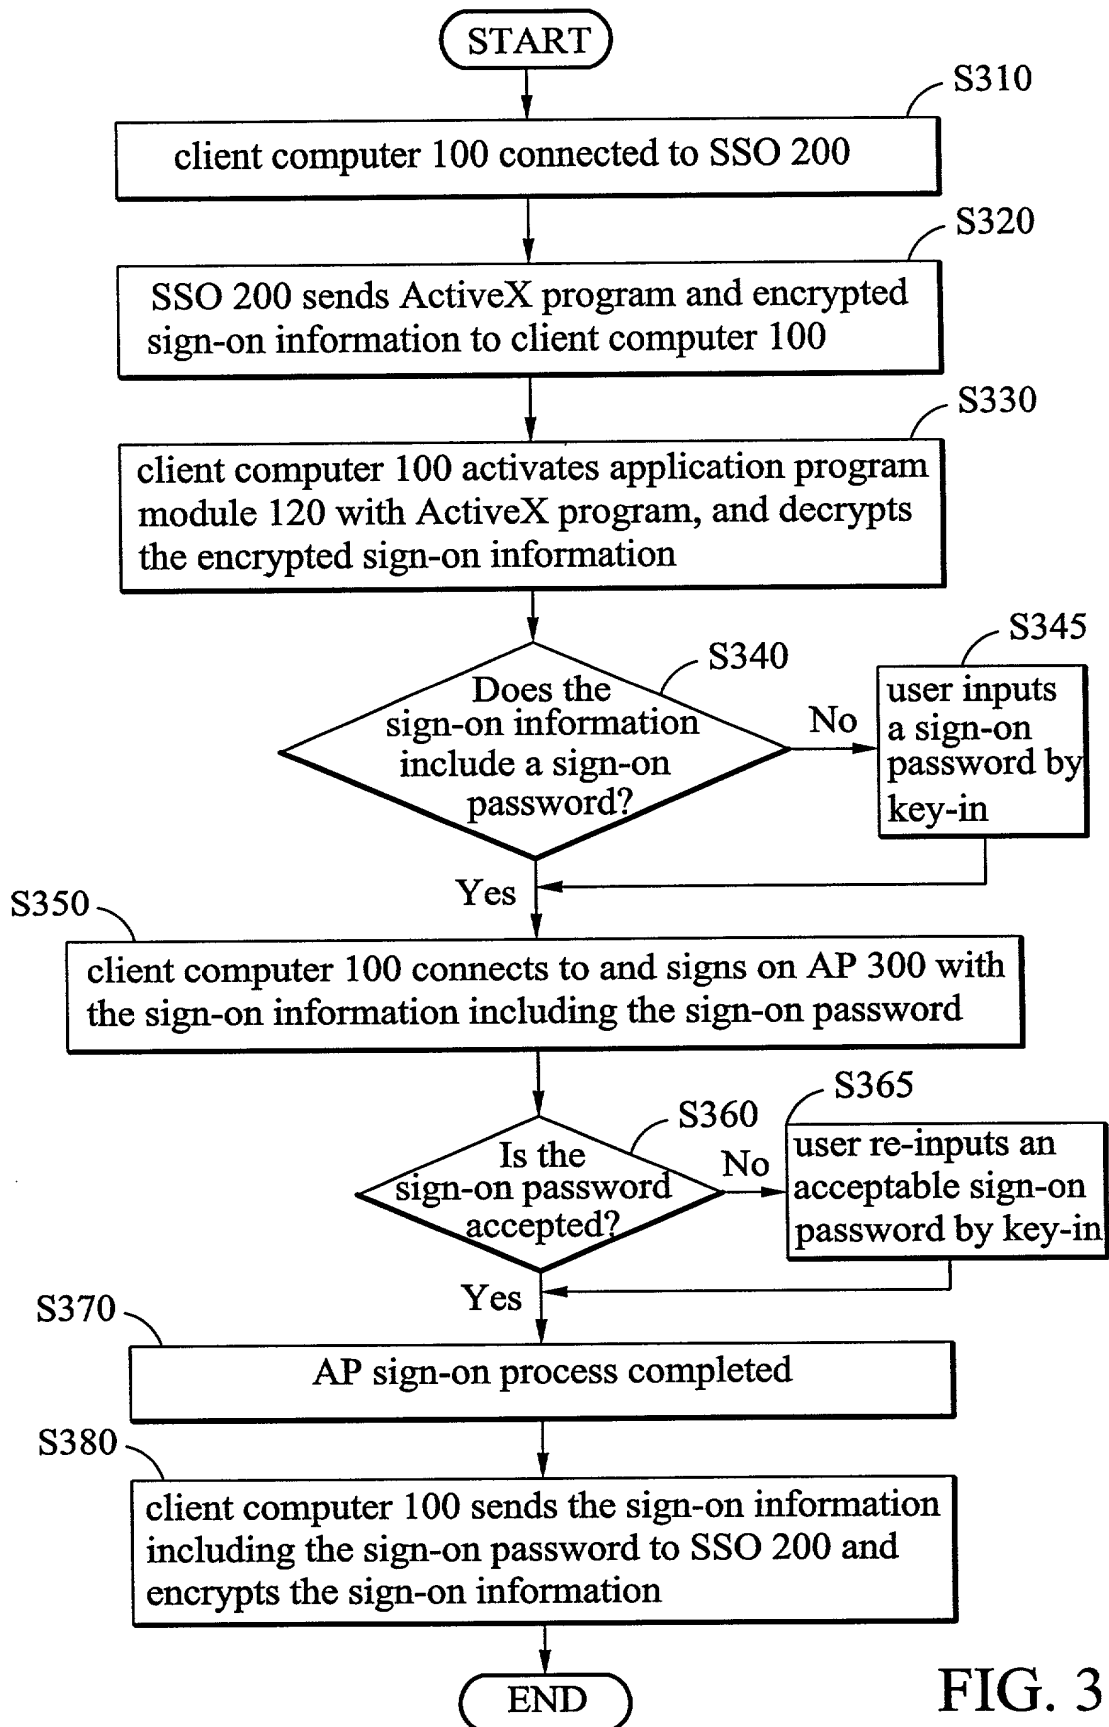 START
S310
client computer 100 connected to SSO 200
S320
SSO 200 sends ActiveX program and encrypted
sign-on information to client computer 100
S330
client computer 100 activates application program
module 120 with ActiveX program, and decrypts
the encrypted sign-on information
S340
Does the
sign-on information
include a sign-on
password?
No
S345
user inputs
a sign-on
password by
key-in
Yes
S350
client computer 100 connects to and signs on AP 300 with
the sign-on information including the sign-on password
S360
Is the
sign-on password
accepted?
No
S365
user re-inputs an
acceptable sign-on
password by key-in
Yes
S370
AP sign-on process completed
S380
client computer 100 sends the sign-on information
including the sign-on password to SSO 200 and
encrypts the sign-on information
END
FIG. 3